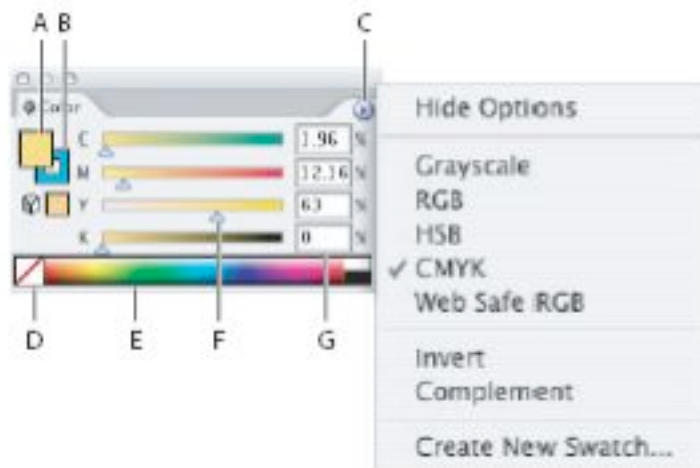 A B C
Color
C 1.96 %
M 12.16 %
Y 63 %
K 0 %
D E F G
Hide Options
Grayscale
RGB
HSB
✓ CMYK
Web Safe RGB
Invert
Complement
Create New Swatch...